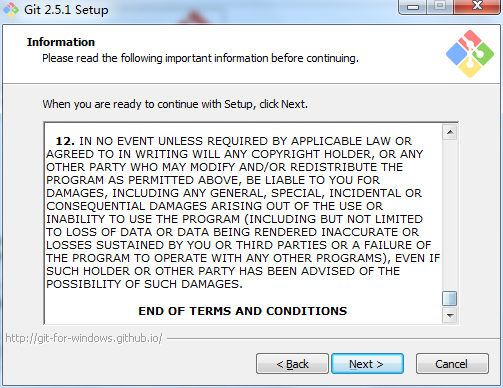 Git 2.5.1 Setup
Information
Please read the following important information before continuing.
When you are ready to continue with Setup, click Next.
12. IN NO EVENT UNLESS REQUIRED BY APPLICABLE LAW OR
AGREED TO IN WRITING WILL ANY COPYRIGHT HOLDER, OR ANY
OTHER PARTY WHO MAY MODIFY AND/OR REDISTRIBUTE THE
PROGRAM AS PERMITTED ABOVE, BE LIABLE TO YOU FOR
DAMAGES, INCLUDING ANY GENERAL, SPECIAL, INCIDENTAL OR
CONSEQUENTIAL DAMAGES ARISING OUT OF THE USE OR
INABILITY TO USE THE PROGRAM (INCLUDING BUT NOT LIMITED
TO LOSS OF DATA OR DATA BEING RENDERED INACCURATE OR
LOSSES SUSTAINED BY YOU OR THIRD PARTIES OR A FAILURE OF
THE PROGRAM TO OPERATE WITH ANY OTHER PROGRAMS), EVEN IF
SUCH HOLDER OR OTHER PARTY HAS BEEN ADVISED OF THE
POSSIBILITY OF SUCH DAMAGES.
END OF TERMS AND CONDITIONS
http://git-for-windows.github.io/
< Back
Next >
Cancel